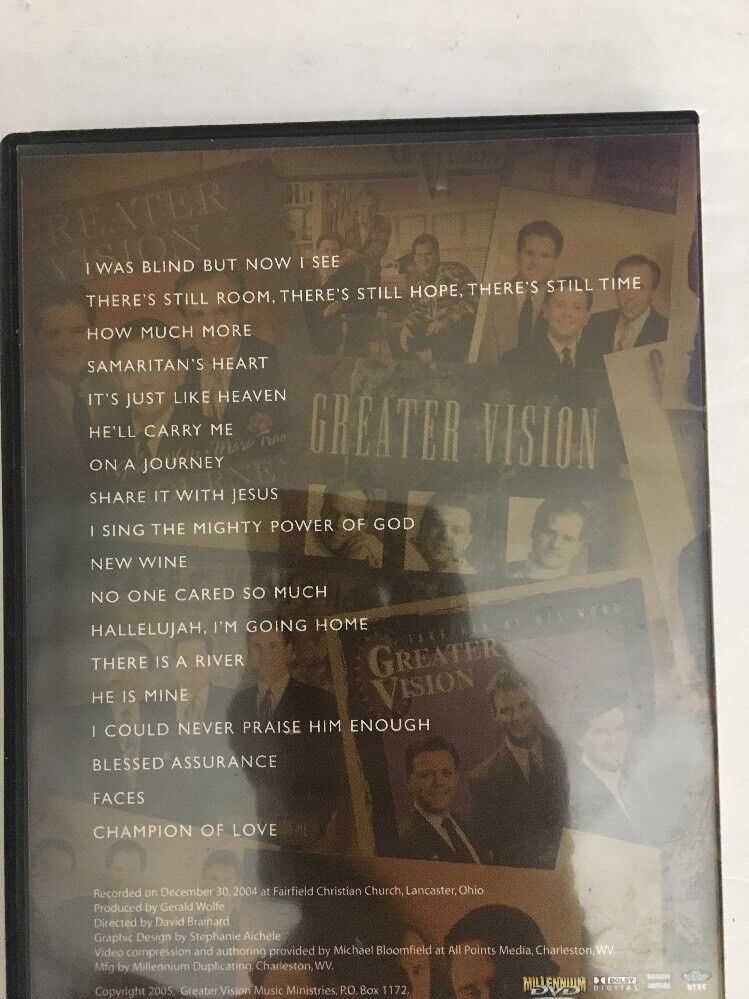 GREATER
VISION
I WAS BLIND BUT NOW I SEE
THERE'S STILL ROOM, THERE'S STILL HOPE, THERE'S STILL TIME
HOW MUCH MORE
SAMARITAN'S HEART
IT'S JUST LIKE HEAVEN
HE'LL CARRY ME
GREATER VISION
ON A JOURNEY
SHARE IT WITH JESUS
I SING THE MIGHTY POWER OF GOD
NEW WINE
NO ONE CARED SO MUCH
HALLELUJAH, I'M GOING HOME
TAKE HIM AT HIS WORD
GREATER
VISION
THERE IS A RIVER
HE IS MINE
I COULD NEVER PRAISE HIM ENOUGH
BLESSED ASSURANCE
FACES
CHAMPION OF LOVE
Recorded on December 30, 2004 at Fairfield Christian Church, Lancaster, Ohio
Produced by Gerald Wolfe
Directed by David Brainard
Graphic Design by Stephanie Aichele
Video compression and authoring provided by Michael Bloomfield at All Points Media, Charleston, WV.
Mfg by Millennium Duplicating, Charleston, WV.
Copyright 2005, Greater Vision Music Ministries, P.O. Box 1172,
MILLENNIUM
DVD
DOLBY
DIGITAL
NTSC